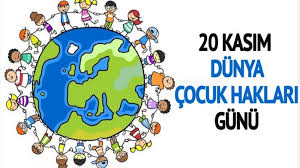 20 KASIM
DÜNYA
ÇOCUK HAKLARI
GÜNÜ